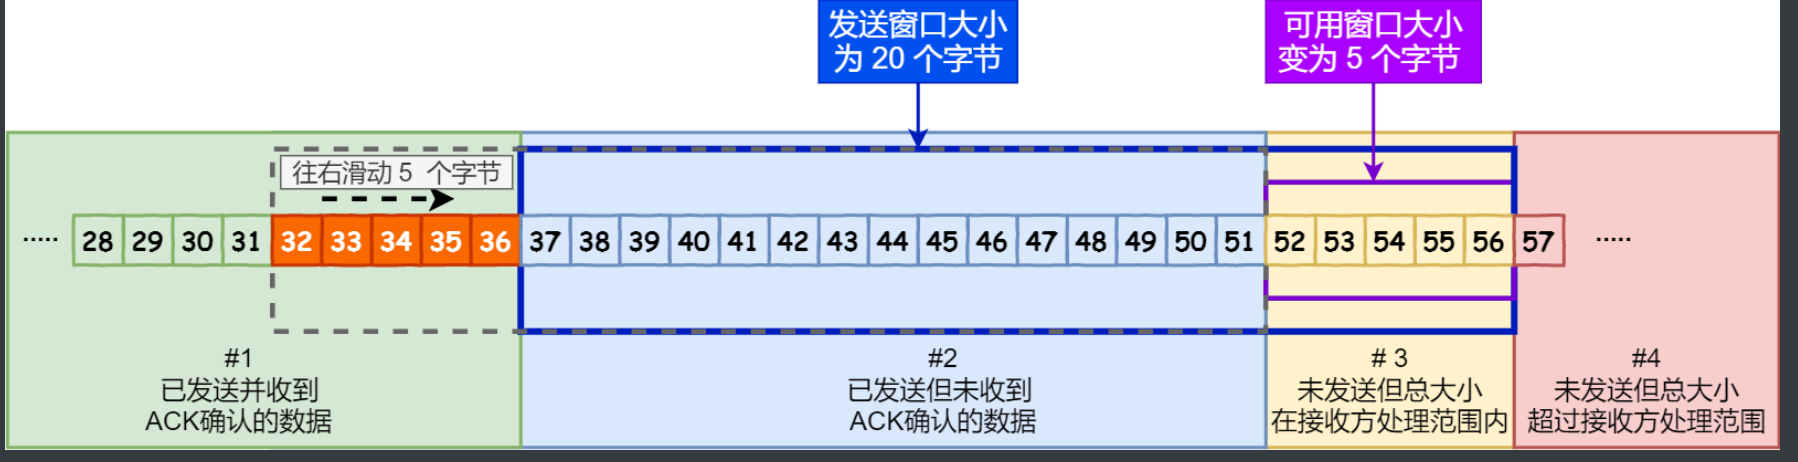 发送窗口大小
为 20 个字节
可用窗口大小
变为 5 个字节
往右滑动 5 个字节
..... 28 29 30 31 32 33 34 35 36 37 38 39 40 41 42 43 44 45 46 47 48 49 50 51 52 53 54 55 56 57 .....
#1
已发送并收到
ACK确认的数据
#2
已发送但未收到
ACK确认的数据
# 3
未发送但总大小
在接收方处理范围内
#4
未发送但总大小
超过接收方处理范围